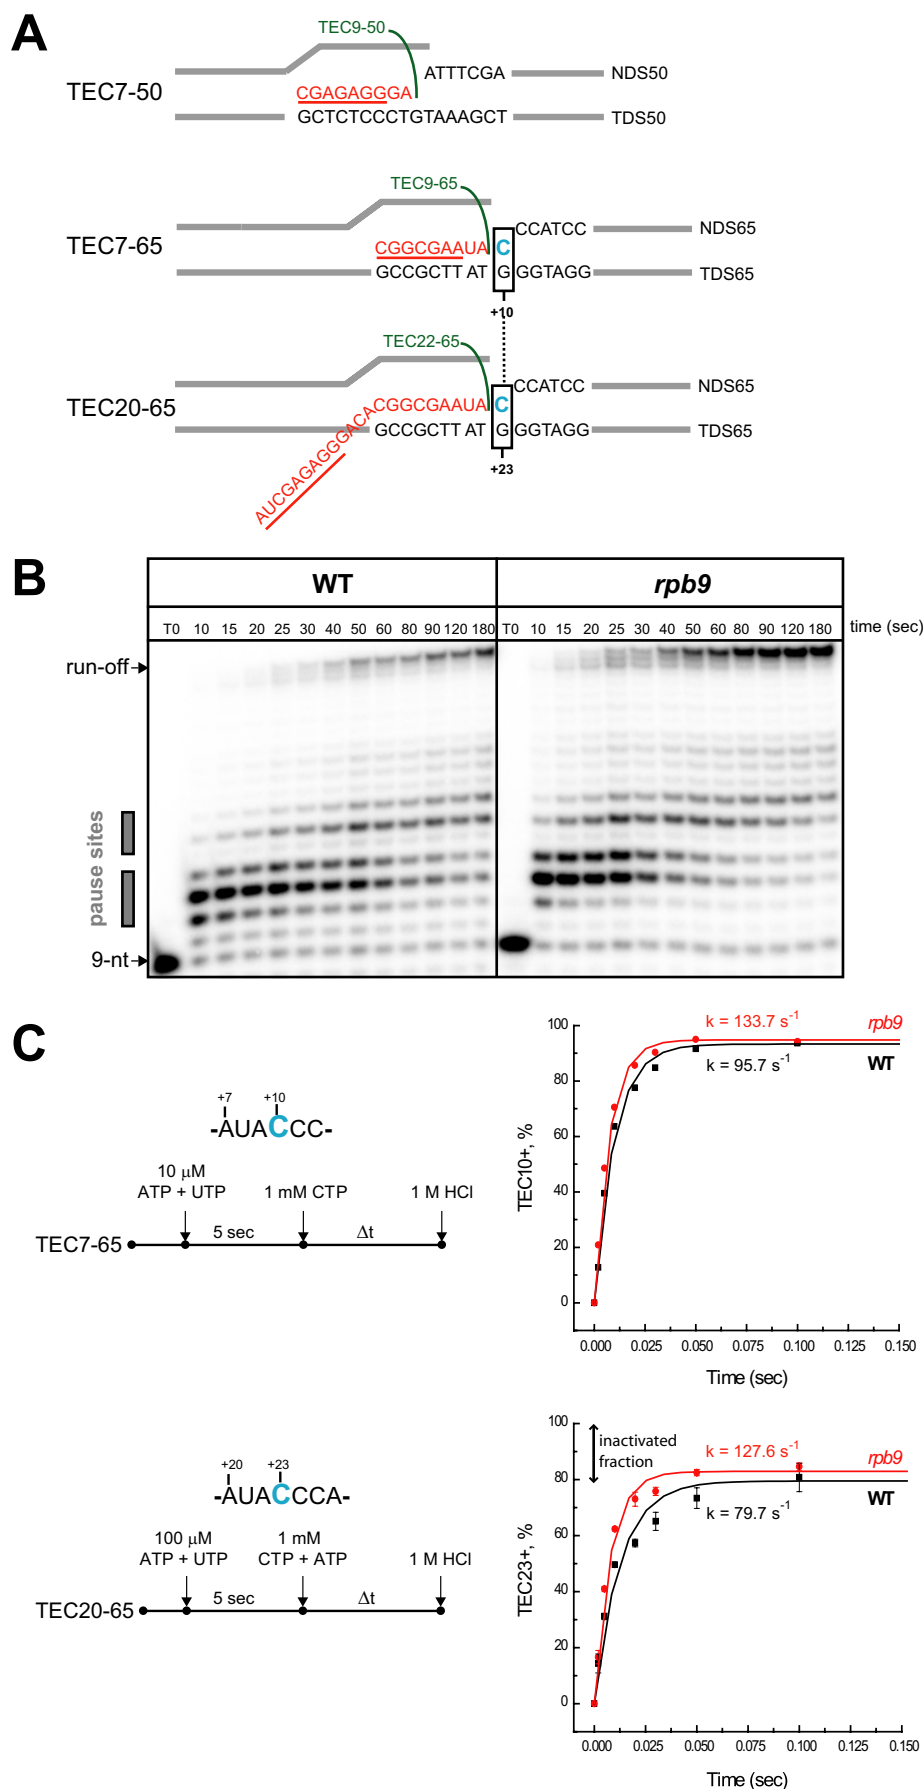 A
TEC9-50
ATTTCGA
NDS50
TEC7-50
CGAGAGGGA
TDS50
GCTCTCCCTGTAAAGCT
TEC9-65
CCATCC
NDS65
TEC7-65
CGGCGAAUA C
GCCGCTT AT G GGTAGG
TDS65
+10
TEC22-65
CCATCC
NDS65
TEC20-65
AUCGAGAGGGACACGGCGAAUA C
GCCGCTT AT G GGTAGG
TDS65
+23
B
WT
rpb9
T0 10 15 20 25 30 40 50 60 80 90 120 180
T0 10 15 20 25 30 40 50 60 80 90 120 180
time (sec)
run-off
pause sites
9-nt
C
+7 +10
-AUACCC-
10 µM
ATP + UTP
1 mM CTP
1 M HCl
5 sec
Δt
TEC7-65
100
80
60
40
20
0
TEC10+, %
k = 133.7 s-1
rpb9
k = 95.7 s-1
WT
0.000 0.025 0.050 0.075 0.100 0.125 0.150
Time (sec)
+20 +23
-AUACCCA-
100 µM
ATP + UTP
1 mM
CTP + ATP
1 M HCl
5 sec
Δt
TEC20-65
100
80
60
40
20
0
TEC23+, %
inactivated
fraction
k = 127.6 s-1
rpb9
k = 79.7 s-1
WT
0.000 0.025 0.050 0.075 0.100 0.125 0.150
Time (sec)